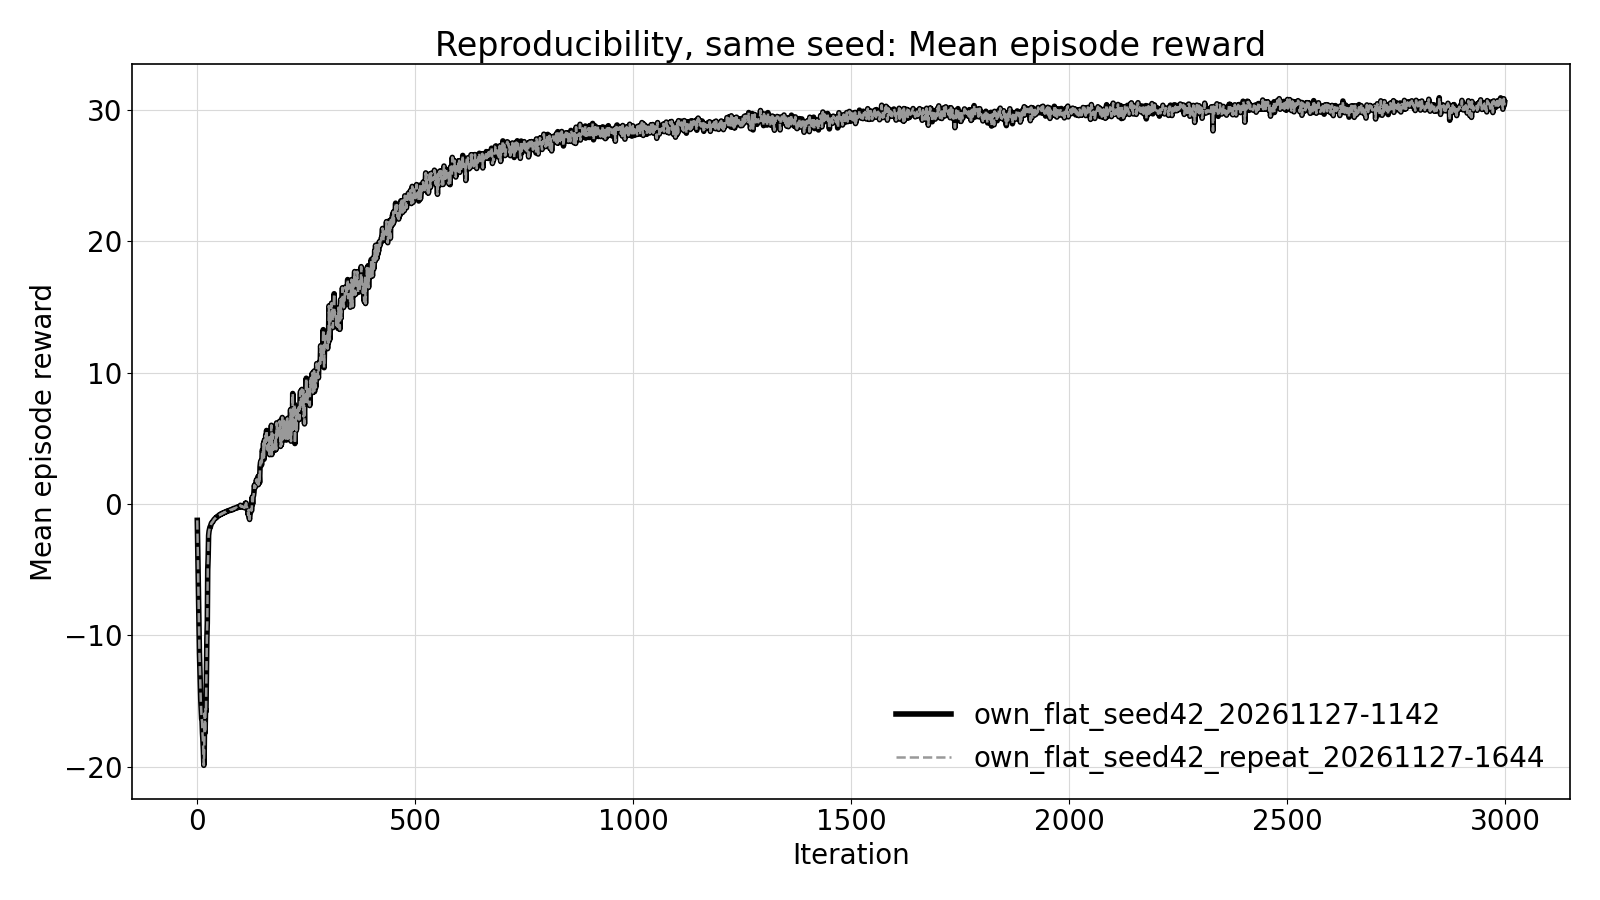 Reproducibility, same seed: Mean episode reward
Mean episode reward
30
20
10
0
−10
−20
0
500
1000
1500
2000
2500
3000
Iteration
own_flat_seed42_20261127-1142
own_flat_seed42_repeat_20261127-1644